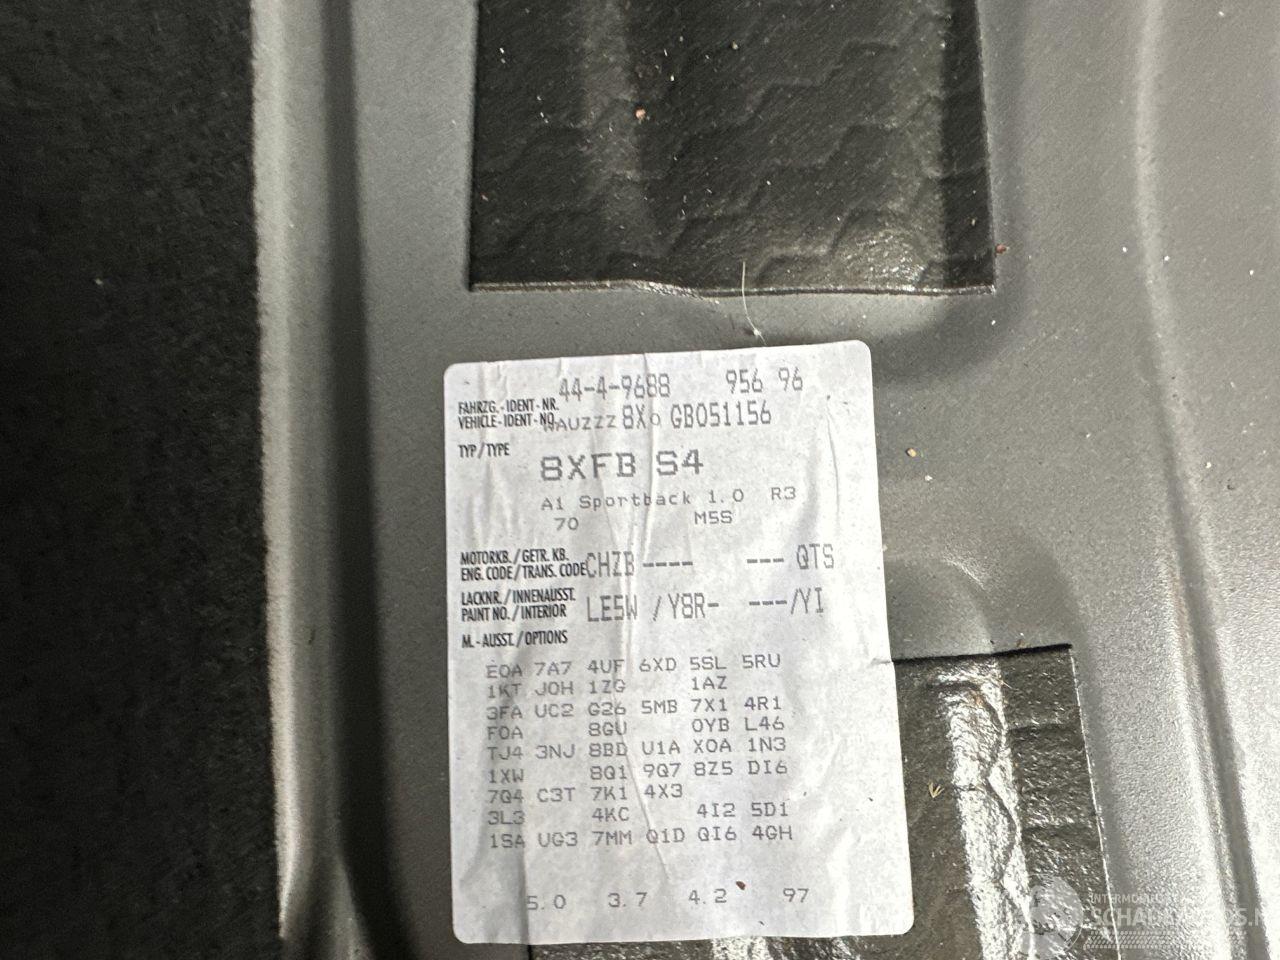 44-4-9688 956 96
FAHRZG.-IDENT-NR.
VEHICLE-IDENT-NO. WAUZZZ 8X0 GB051156
TYP/TYPE
8XFB S4
A1 Sportback 1.0 R3
70 M5S
MOTORKB./GETR.KB.
ENG.CODE/TRANS.CODE CHZB ---- --- QTS
LACKNR./INNENAUSST.
PAINT NO./INTERIOR LE5W /Y8R- ---/YI
M.-AUSST./OPTIONS
E0A 7A7 4UF 6XD 5SL 5RU
1KT J0H 1ZG 1AZ
3FA UC2 G26 5MB 7X1 4R1
F0A 8GU 0YB L46
TJ4 3NJ 8BD U1A X0A 1N3
1XW 8Q1 9Q7 8Z5 DI6
7Q4 C3T 7K1 4X3
3L3 4KC 4I2 5D1
1SA UG3 7MM Q1D QI6 4GH
5.0 3.7 4.2 97